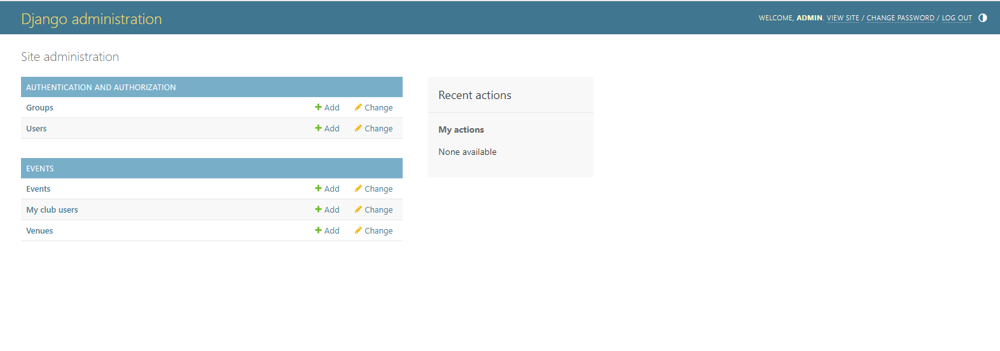 Django administration
WELCOME, ADMIN. VIEW SITE / CHANGE PASSWORD / LOG OUT
Site administration
AUTHENTICATION AND AUTHORIZATION
Groups Add Change
Users Add Change
EVENTS
Events Add Change
My club users Add Change
Venues Add Change
Recent actions
My actions
None available